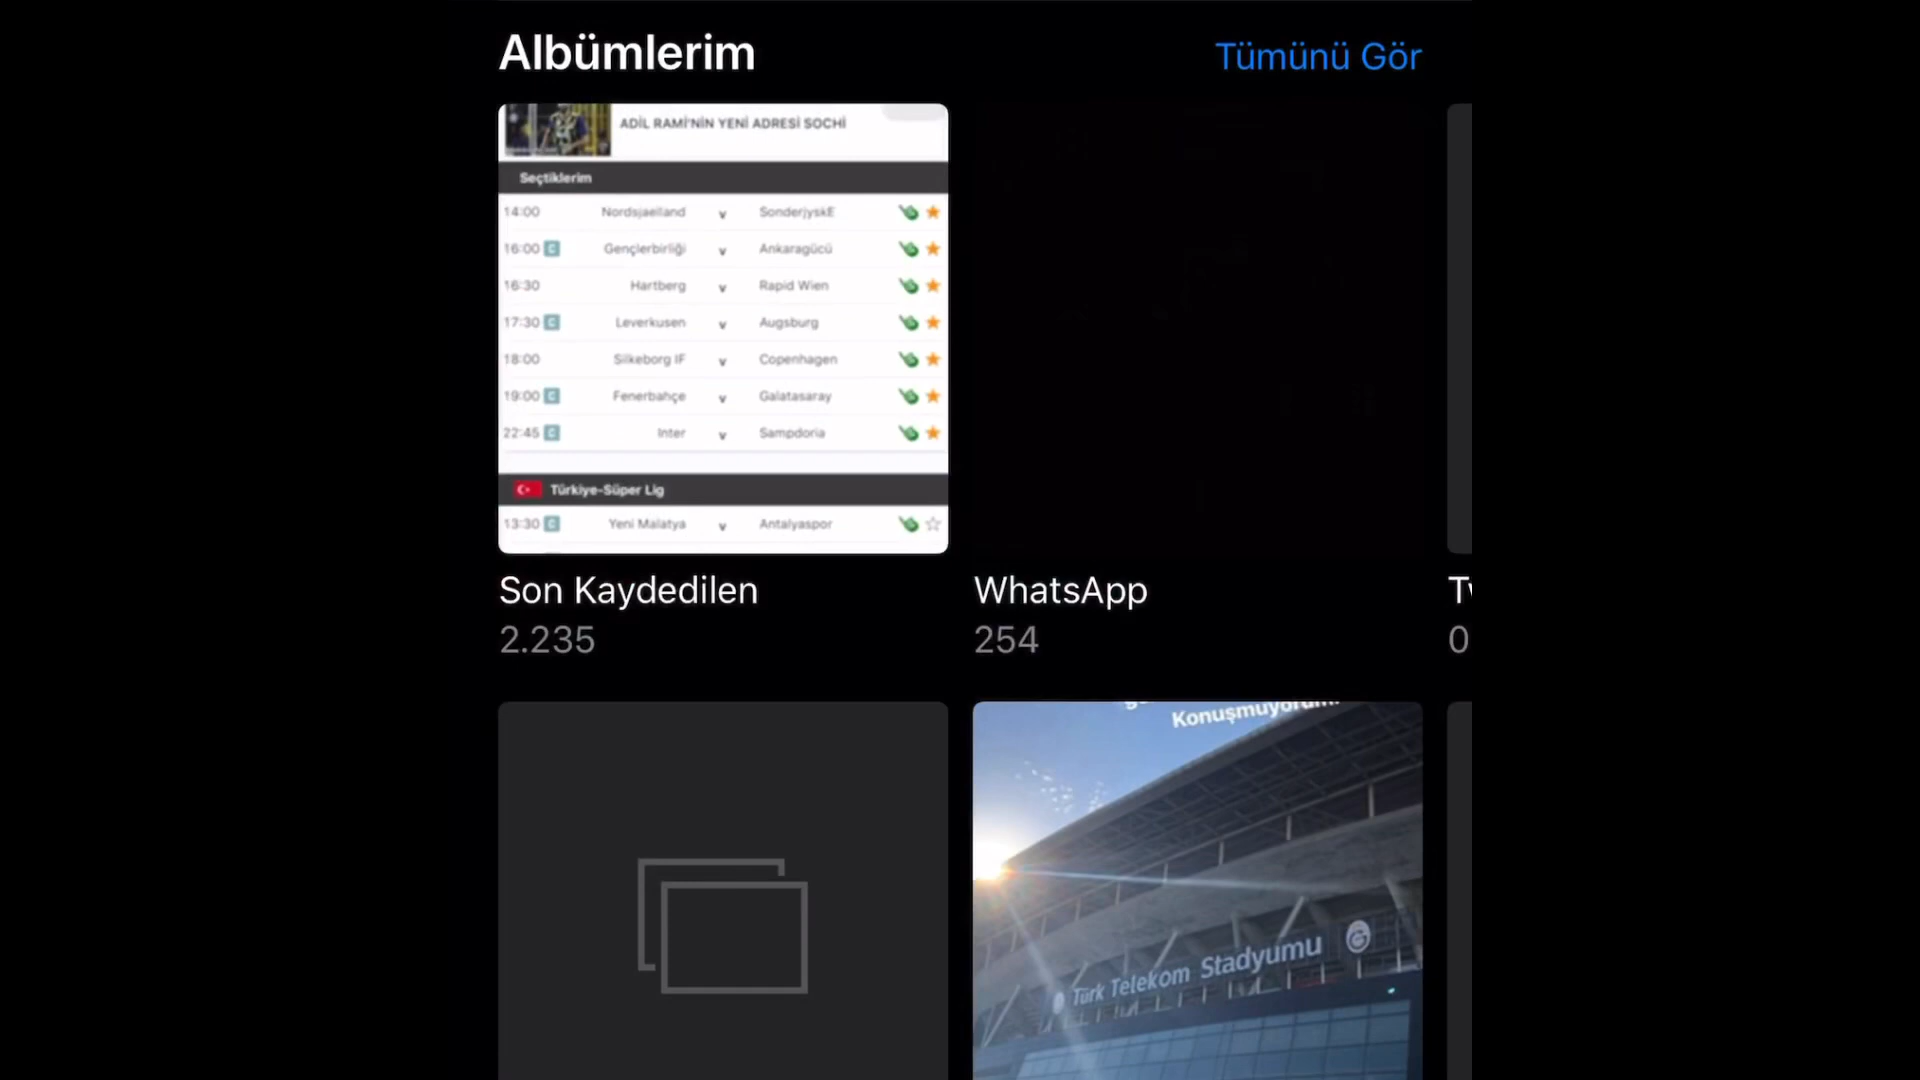 Albümlerim
Tümünü Gör
ADİL RAMİ'NİN YENİ ADRESİ SOCHİ
Seçtiklerim
14:00 Nordsjaelland v SonderjyskE
16:00 C Gençlerbirliği v Ankaragücü
16:30 Hartberg v Rapid Wien
17:30 C Leverkusen v Augsburg
18:00 Silkeborg IF v Copenhagen
19:00 C Fenerbahçe v Galatasaray
22:45 C Inter v Sampdoria
Türkiye-Süper Lig
13:30 C Yeni Malatya v Antalyaspor
Son Kaydedilen
2.235
WhatsApp
254
0
Konuşmuyorum
Türk Telekom Stadyumu